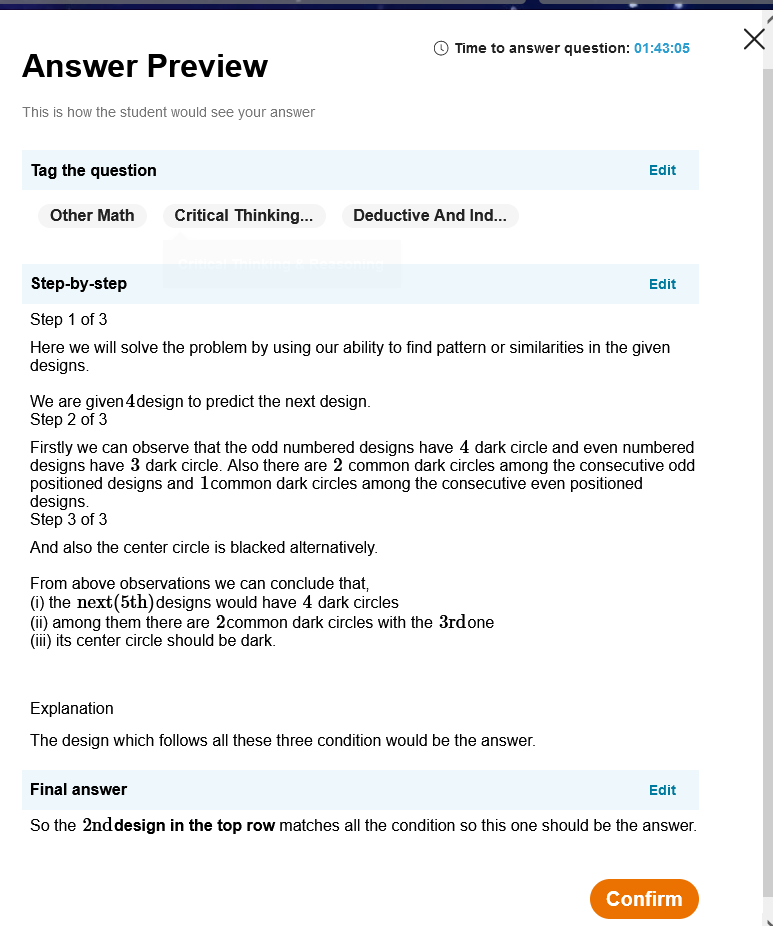 Time to answer question: 01:43:05
Answer Preview
This is how the student would see your answer
Tag the question Edit
Other Math Critical Thinking... Deductive And Ind...
Step-by-step Edit
Step 1 of 3
Here we will solve the problem by using our ability to find pattern or similarities in the given
designs.
We are given 4 design to predict the next design.
Step 2 of 3
Firstly we can observe that the odd numbered designs have 4 dark circle and even numbered
designs have 3 dark circle. Also there are 2 common dark circles among the consecutive odd
positioned designs and 1 common dark circles among the consecutive even positioned
designs.
Step 3 of 3
And also the center circle is blacked alternatively.
From above observations we can conclude that,
(i) the next(5th) designs would have 4 dark circles
(ii) among them there are 2 common dark circles with the 3rd one
(iii) its center circle should be dark.
Explanation
The design which follows all these three condition would be the answer.
Final answer Edit
So the 2nd design in the top row matches all the condition so this one should be the answer.
Confirm